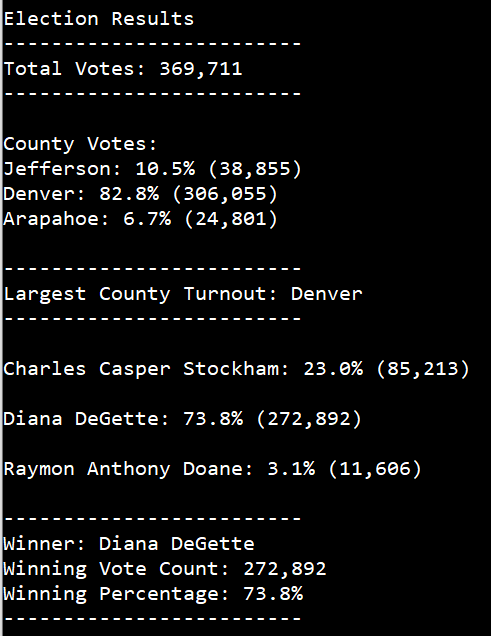 Election Results
-------------------------
Total Votes: 369,711
-------------------------
County Votes:
Jefferson: 10.5% (38,855)
Denver: 82.8% (306,055)
Arapahoe: 6.7% (24,801)
-------------------------
Largest County Turnout: Denver
-------------------------
Charles Casper Stockham: 23.0% (85,213)
Diana DeGette: 73.8% (272,892)
Raymon Anthony Doane: 3.1% (11,606)
-------------------------
Winner: Diana DeGette
Winning Vote Count: 272,892
Winning Percentage: 73.8%
-------------------------